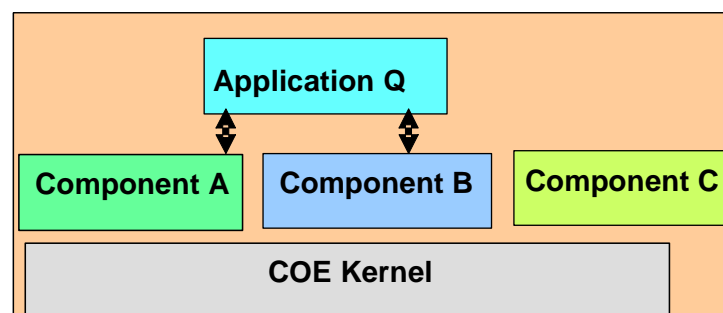 Application Q
Component A
Component B
Component C
COE Kernel